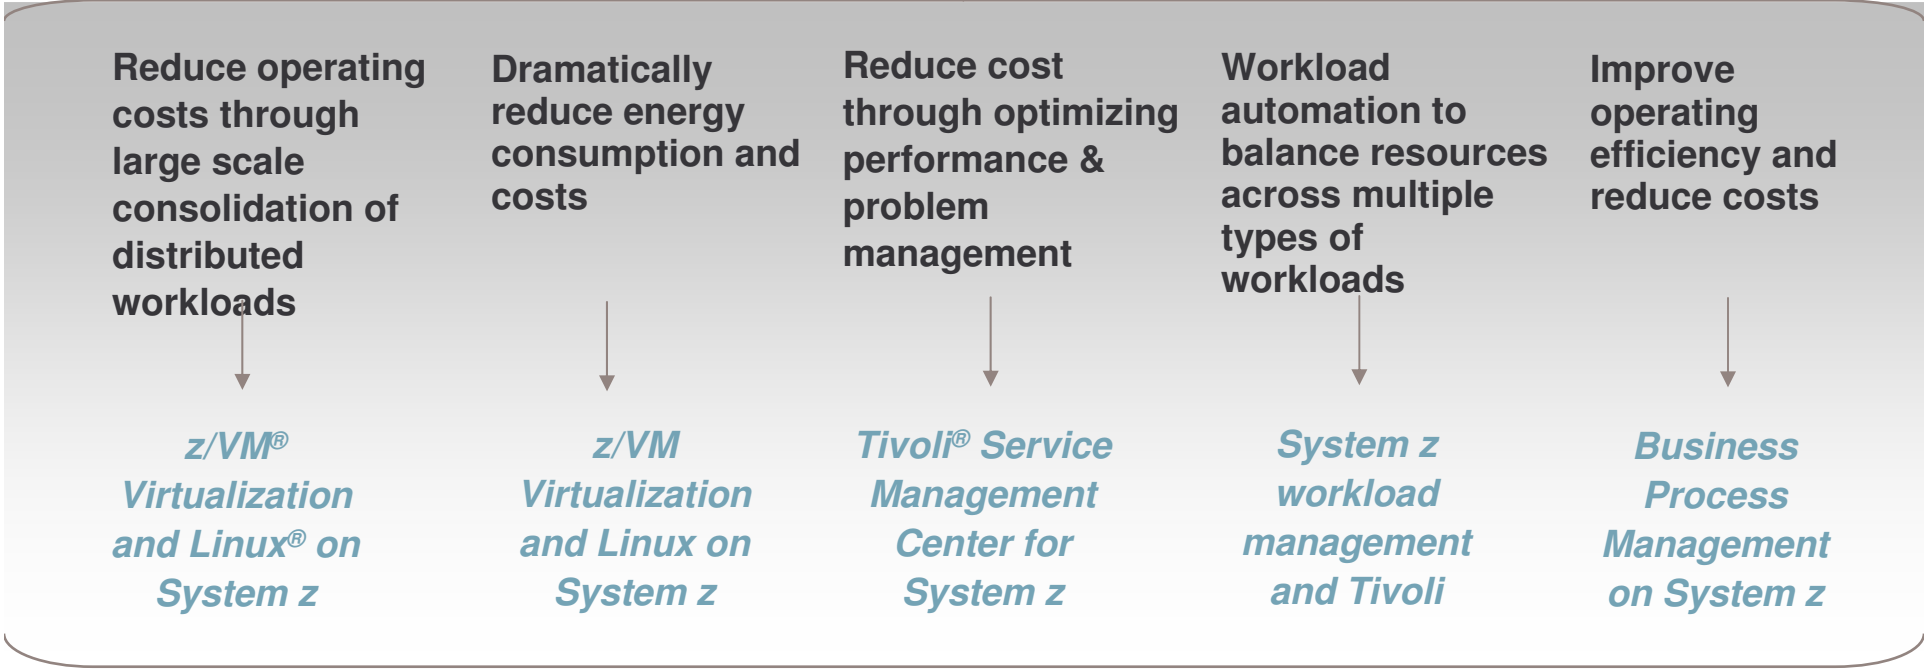 Reduce operating
costs through
large scale
consolidation of
distributed
workloads
Dramatically
reduce energy
consumption and
costs
Reduce cost
through optimizing
performance &
problem
management
Workload
automation to
balance resources
across multiple
types of
workloads
Improve
operating
efficiency and
reduce costs
z/VM®
Virtualization
and Linux® on
System z
z/VM
Virtualization
and Linux on
System z
Tivoli® Service
Management
Center for
System z
System z
workload
management
and Tivoli
Business
Process
Management
on System z